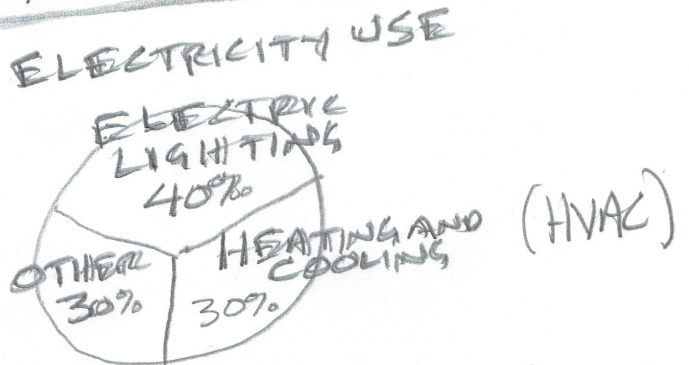 ELECTRICITY USE
ELECTRIC
LIGHTING
40%
HEATING AND
COOLING
30%
(HVAC)
OTHER
30%